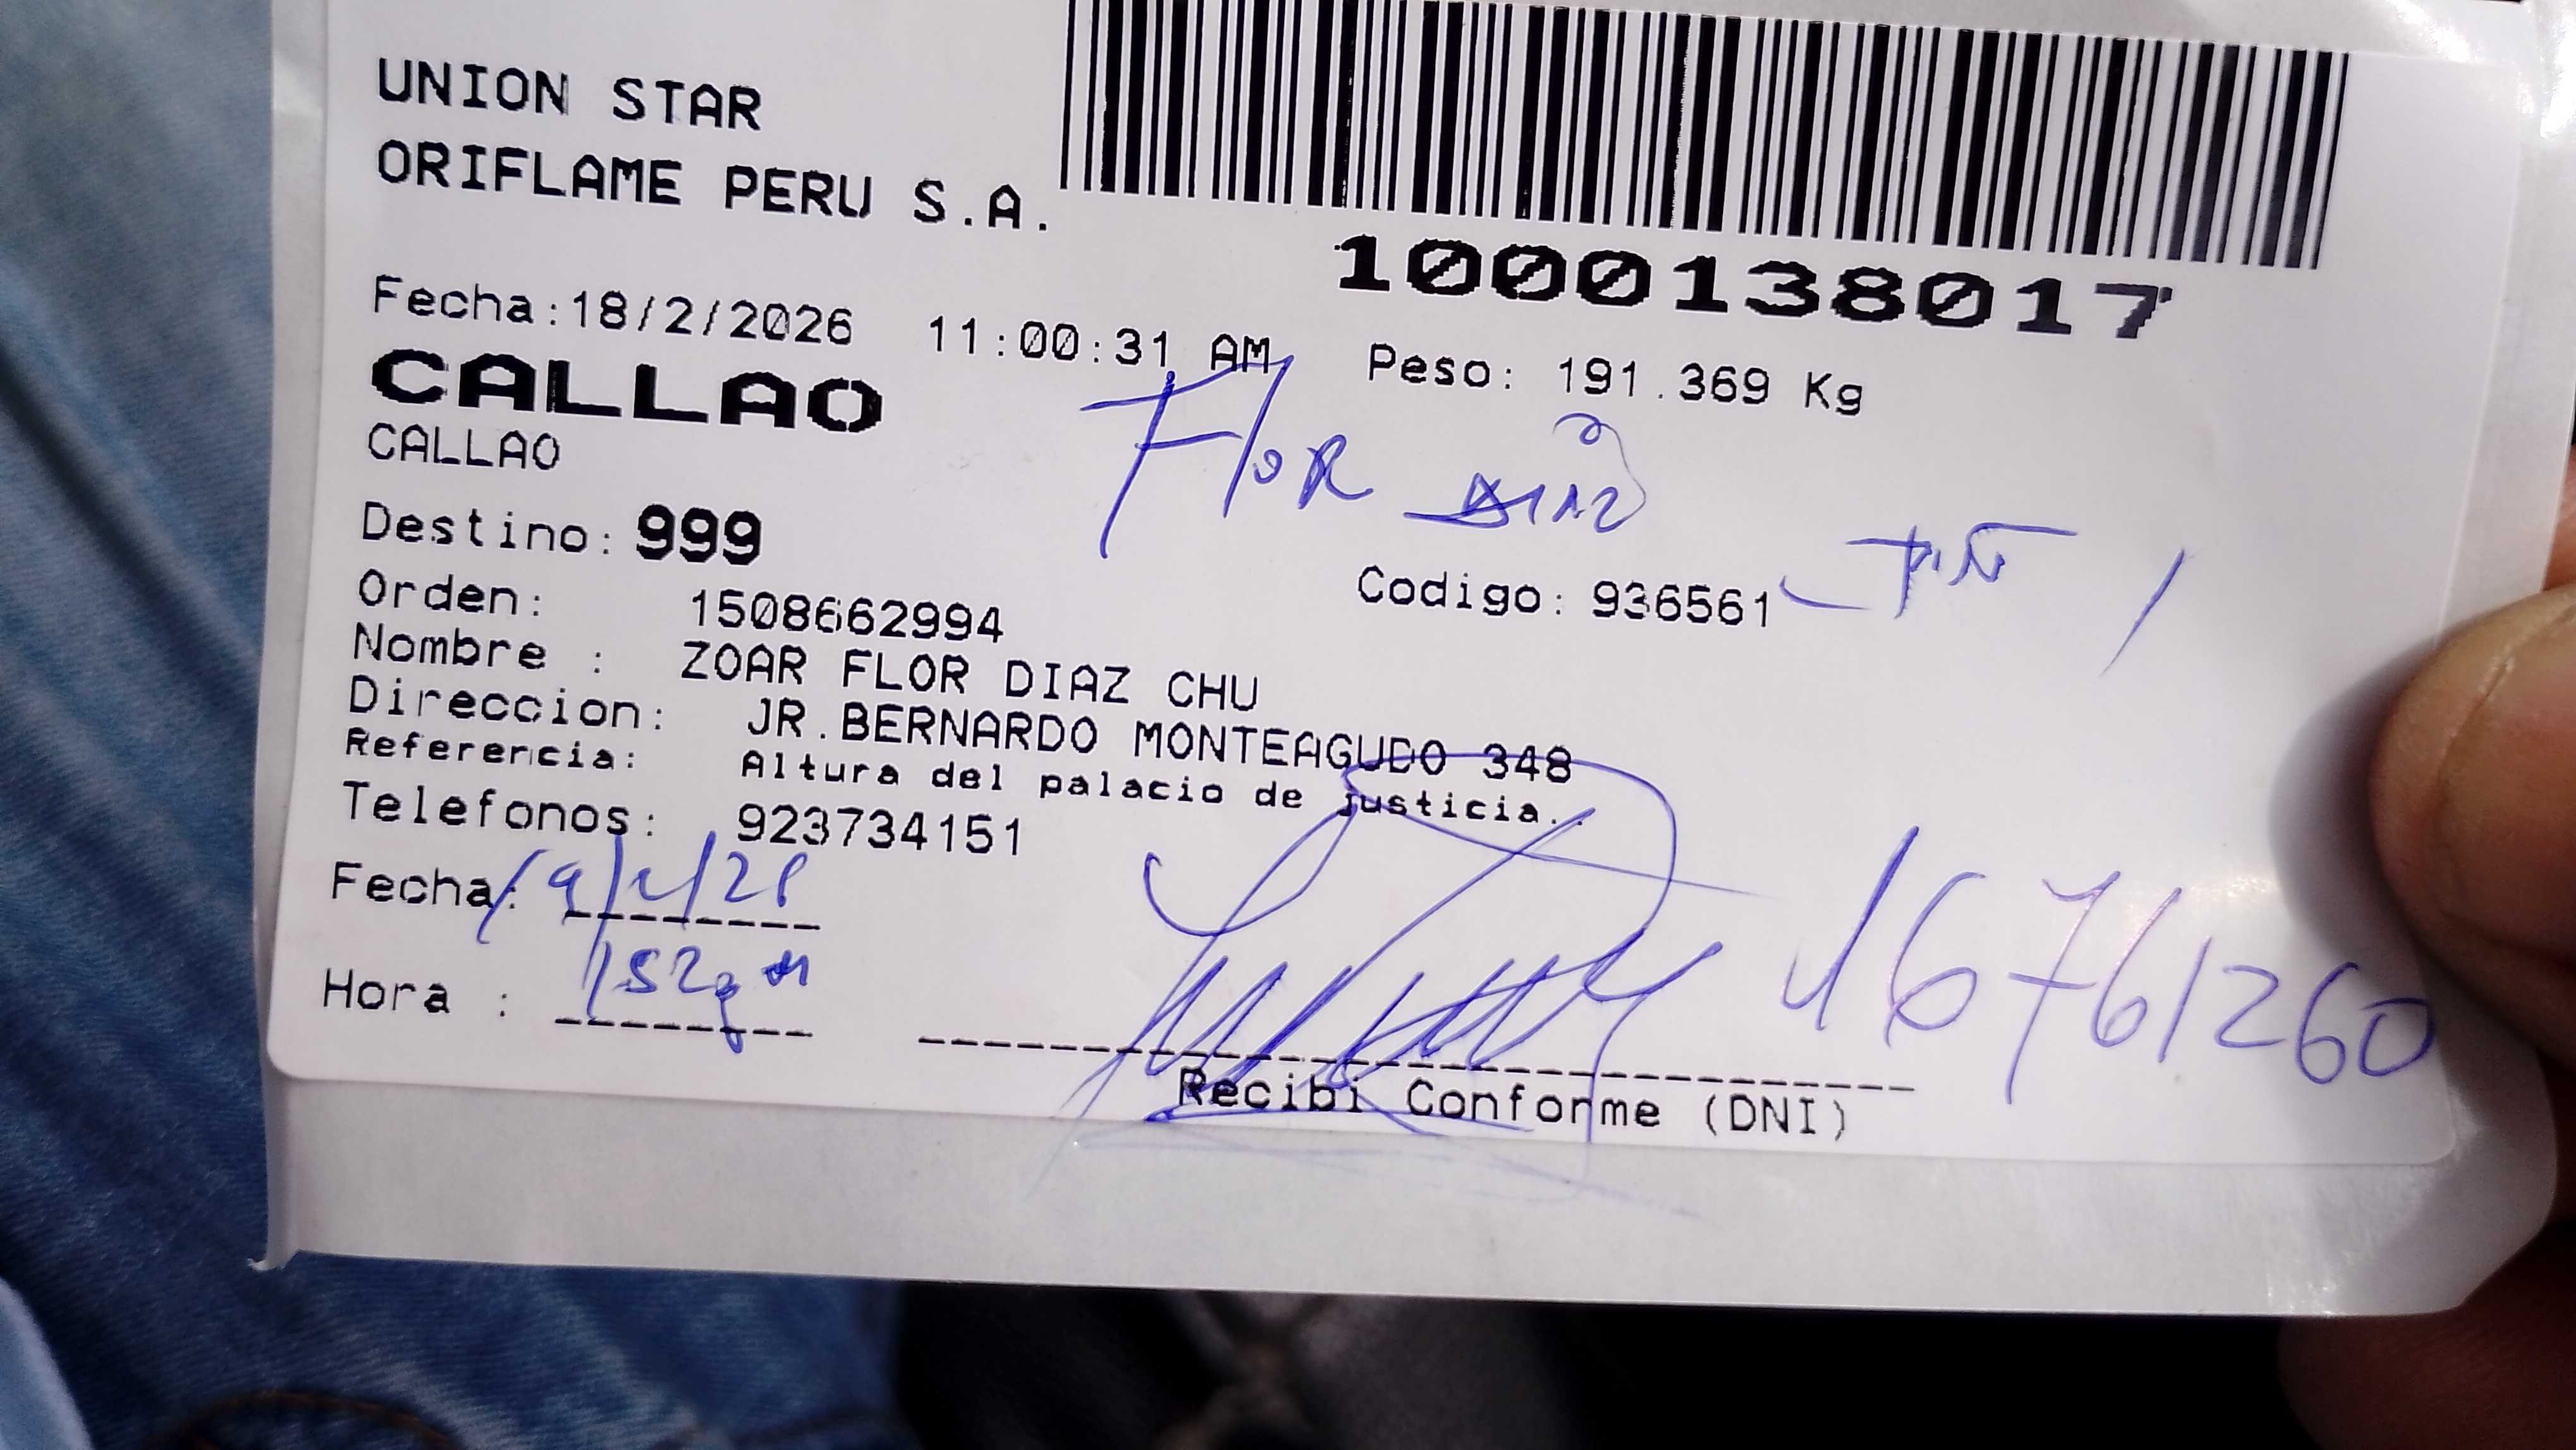 UNION STAR
ORIFLAME PERU S.A.
1000138017
Fecha:18/2/2026 11:00:31 AM Peso: 191.369 Kg
CALLAO
CALLAO
FloR DIAZ
Destino: 999
Orden: 1508662994 Codigo: 936561
Nombre : ZOAR FLOR DIAZ CHU
Direccion: JR.BERNARDO MONTEAGUDO 348
Referencia: Altura del palacio de justicia..
Telefonos: 923734151
Fecha:
Hora :
16761260
Recibi Conforme (DNI)